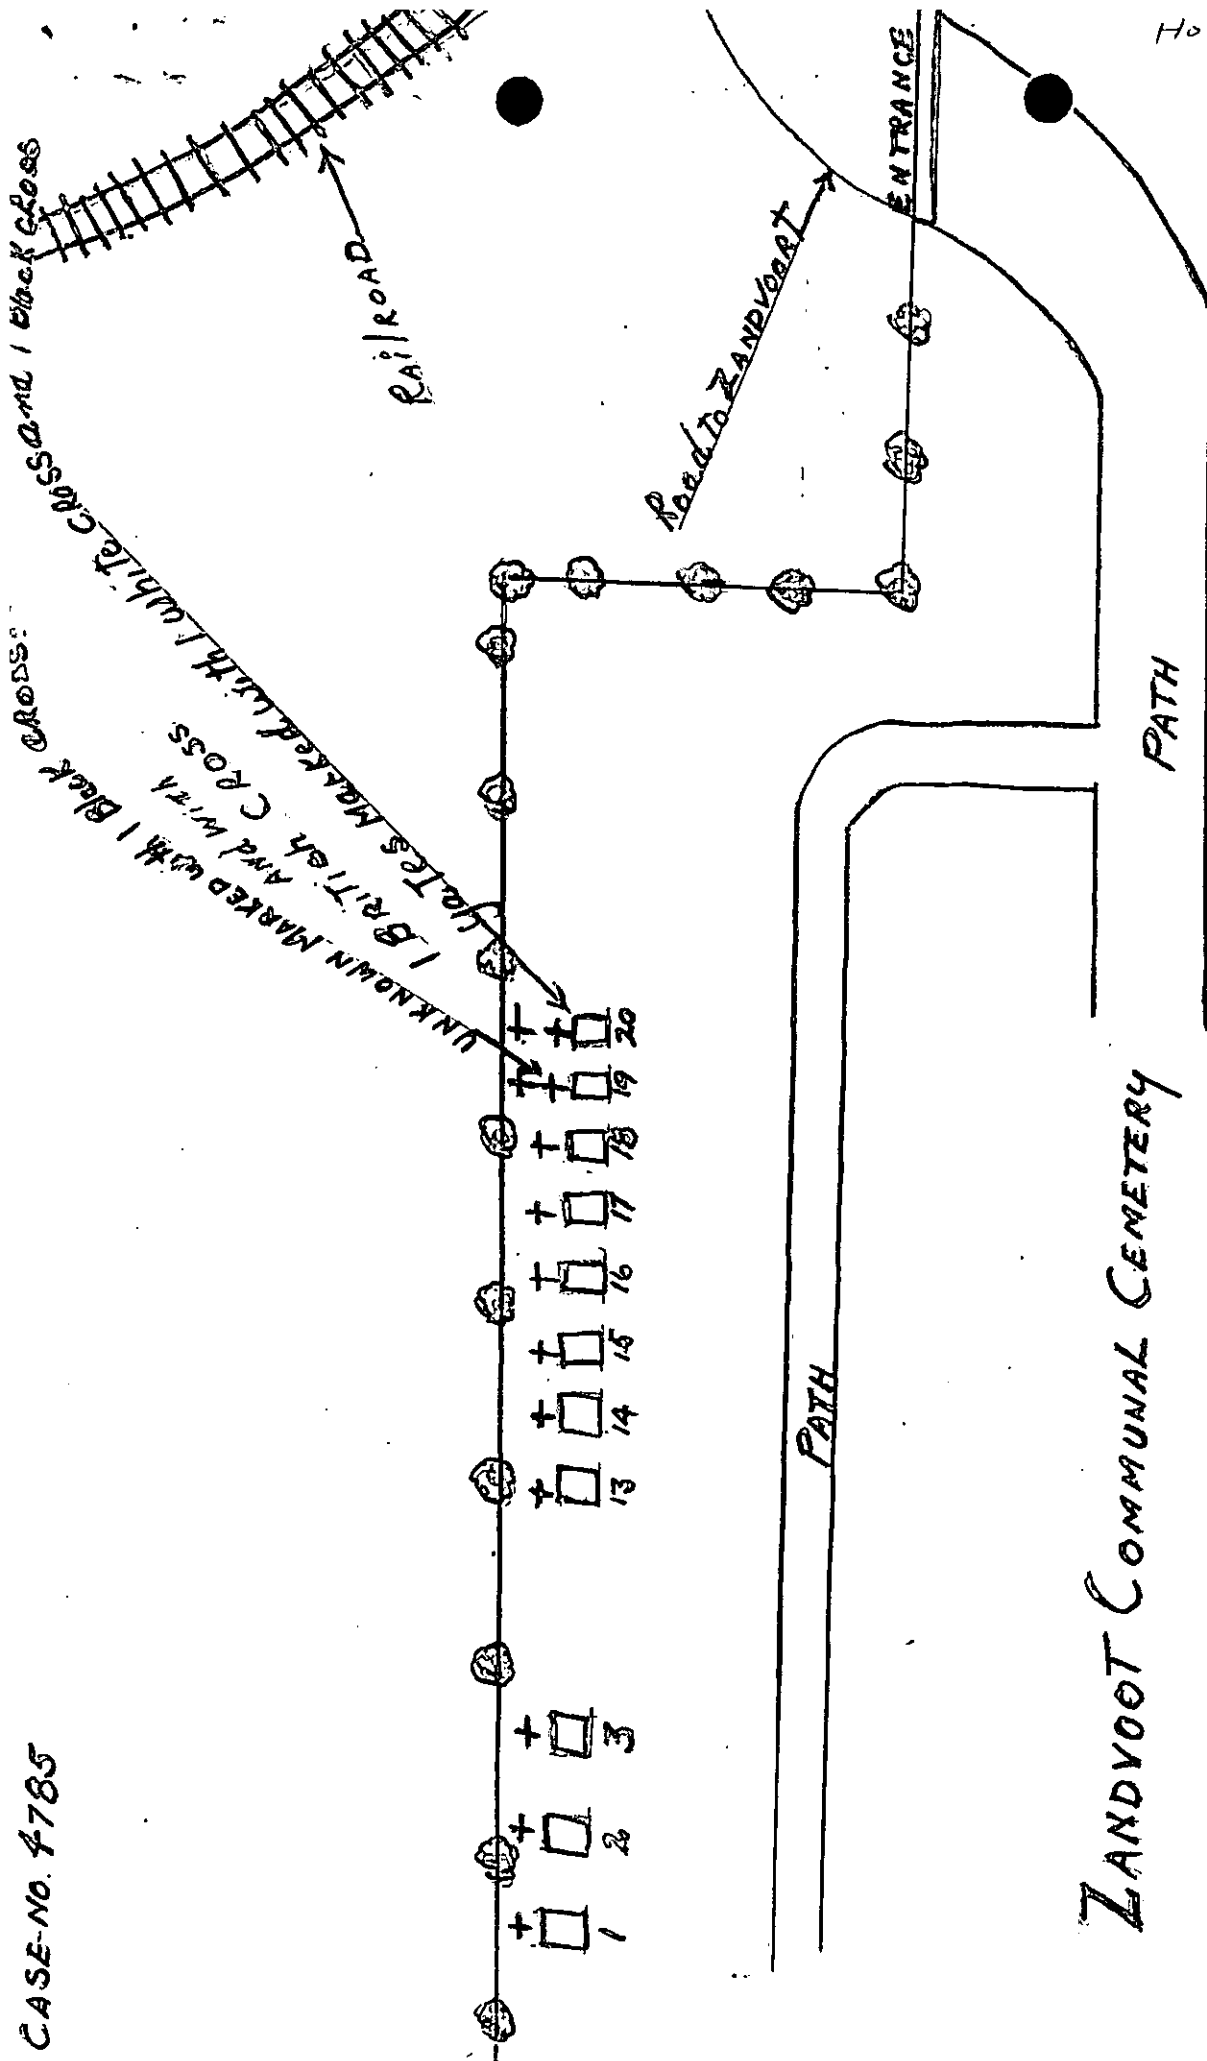 CASE-NO. 4785
UNKNOWN MARKED with 1 Black CROSS.
1 BRITish CROSS
AND WITH
Yates Marked with 1 white CROSS and 1 black CROSS
RAilROAD
Road To ZANDVOORT
ENTRANCE
Ho
1
2
3
13
14
15
16
17
18
19
20
PATH
PATH
ZANDVOOT COMMUNAL CEMETERY